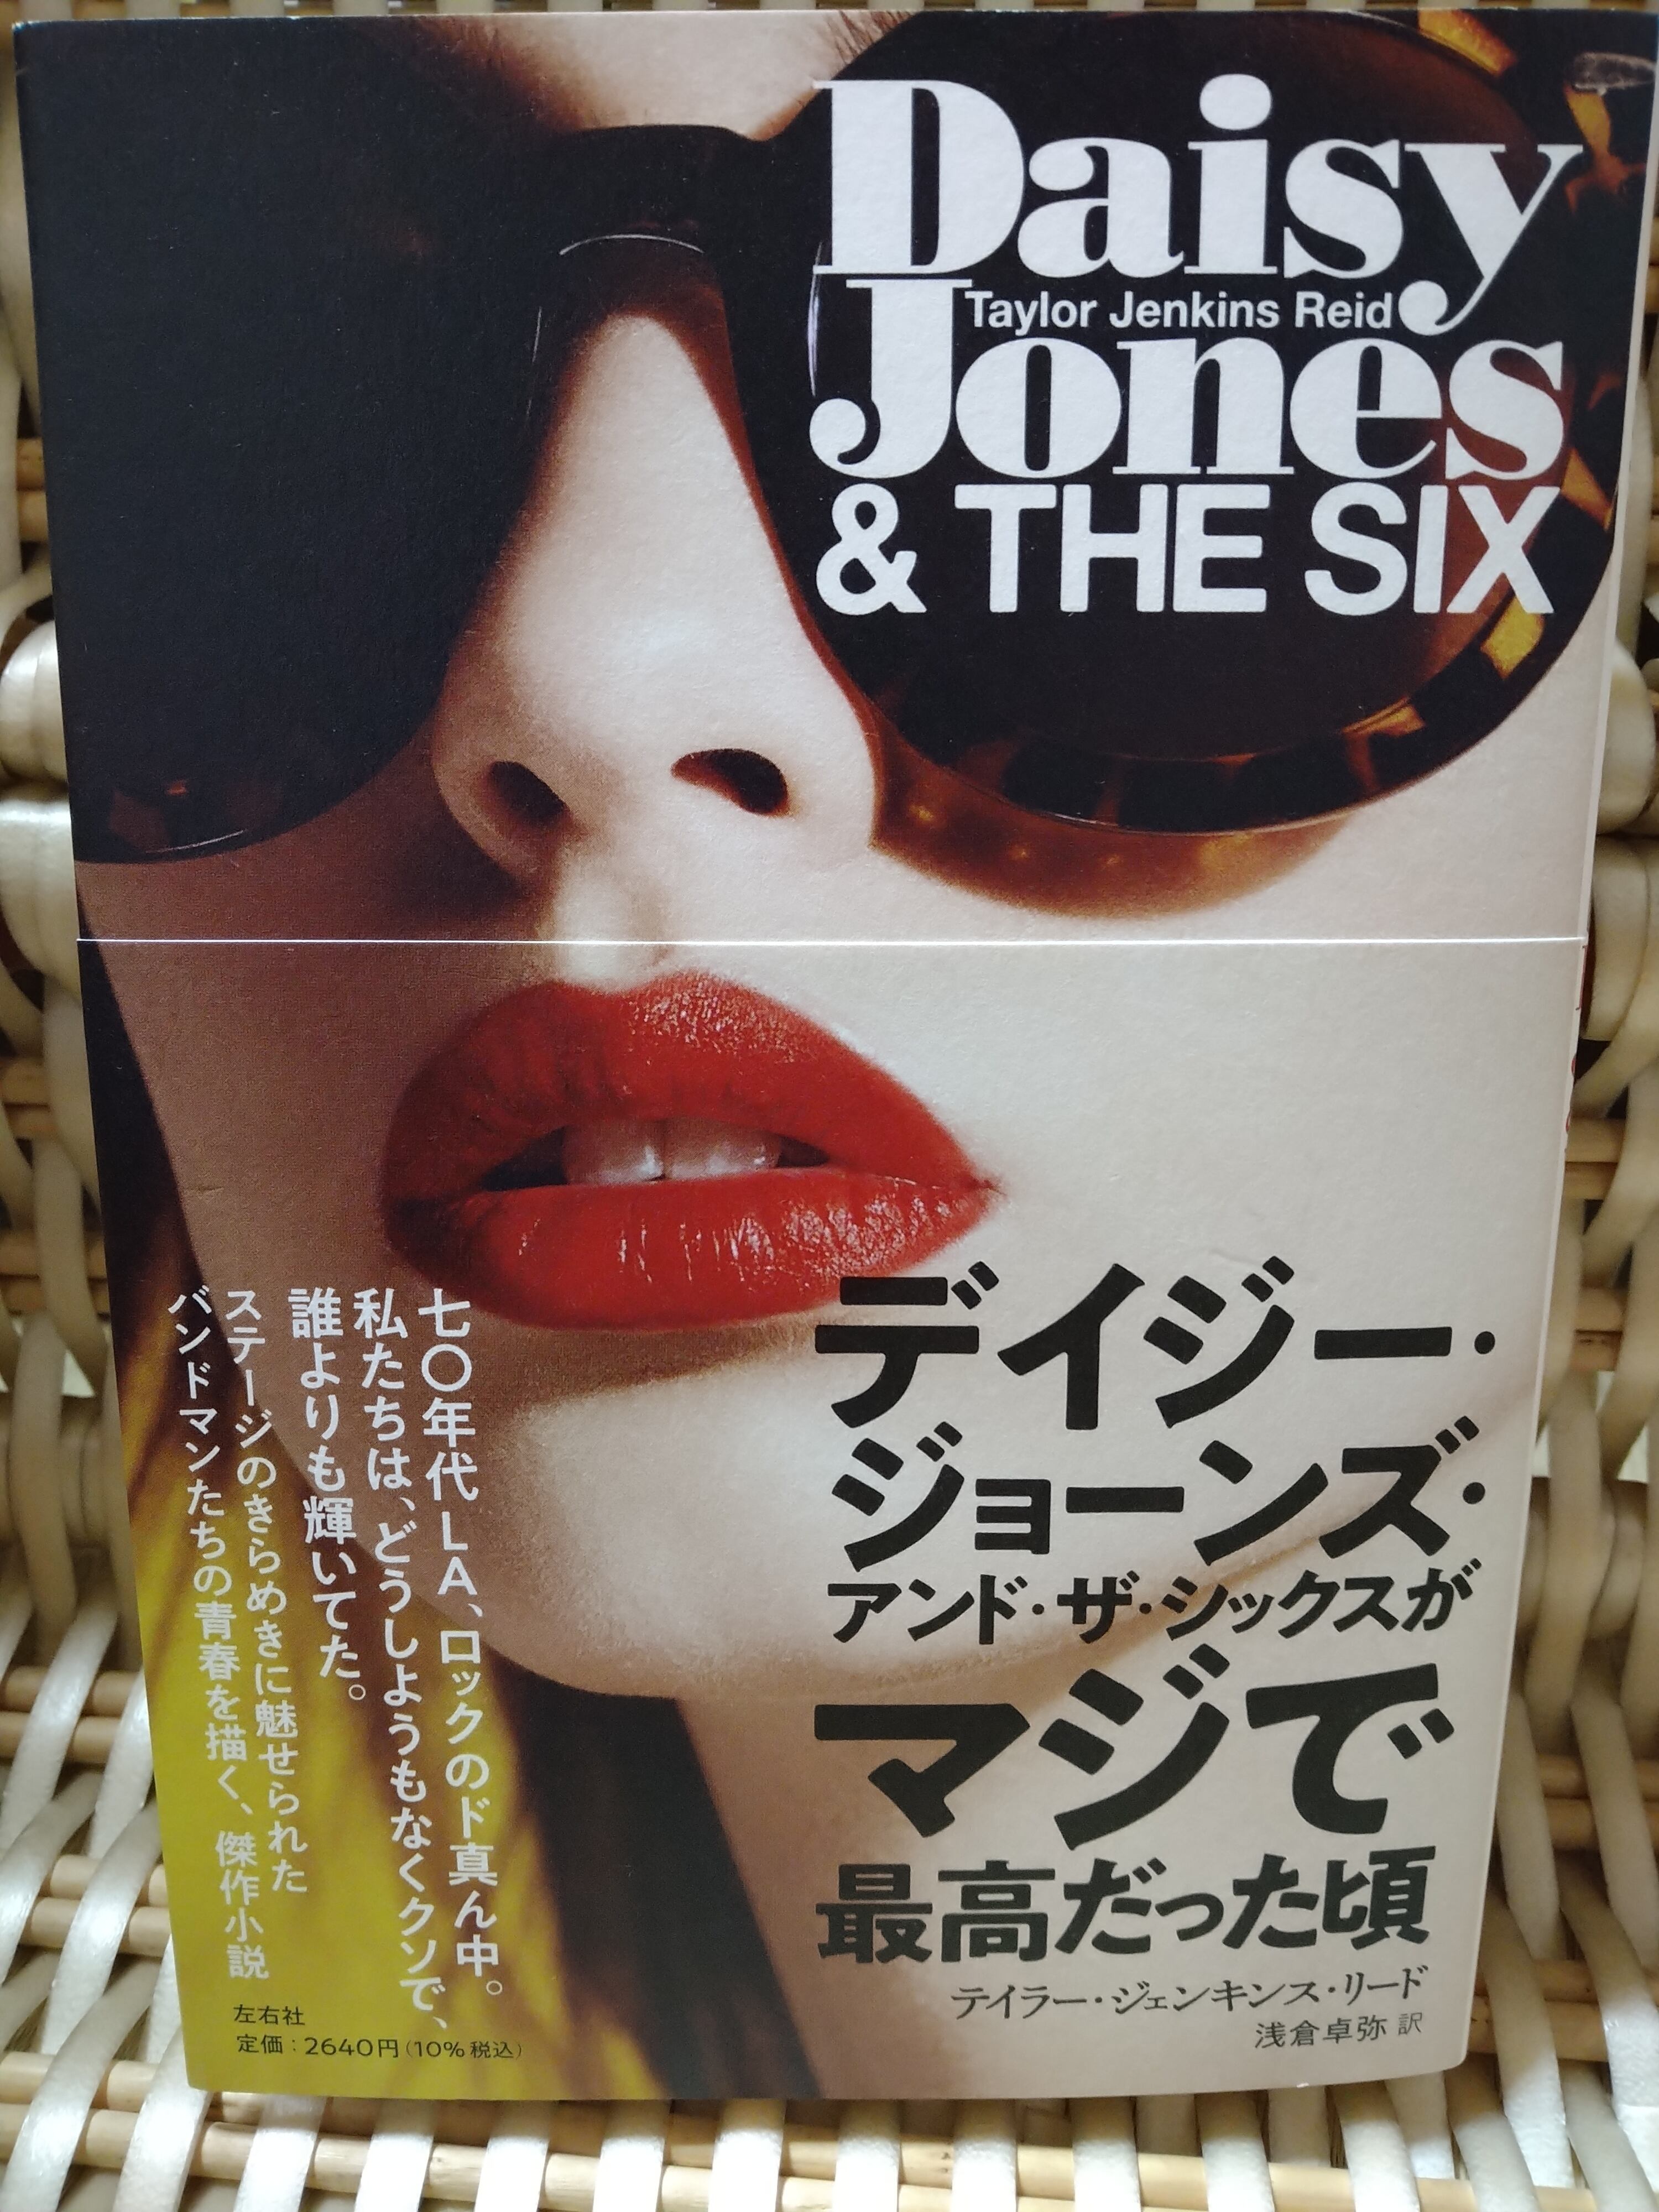 Daisy
Taylor Jenkins Reid
Jones
& THE SIX
デイジー・
ジョーンズ・
アンド・ザ・シックスが
マジで
最高だった頃
テイラー・ジェンキンス・リード
浅倉卓弥 訳
七〇年代LA、ロックのド真ん中。
私たちは、どうしようもなくクソで、
誰よりも輝いてた。
ステージのきらめきに魅せられた
バンドマンたちの青春を描く、傑作小説
左右社
定価：2640円（10％税込）